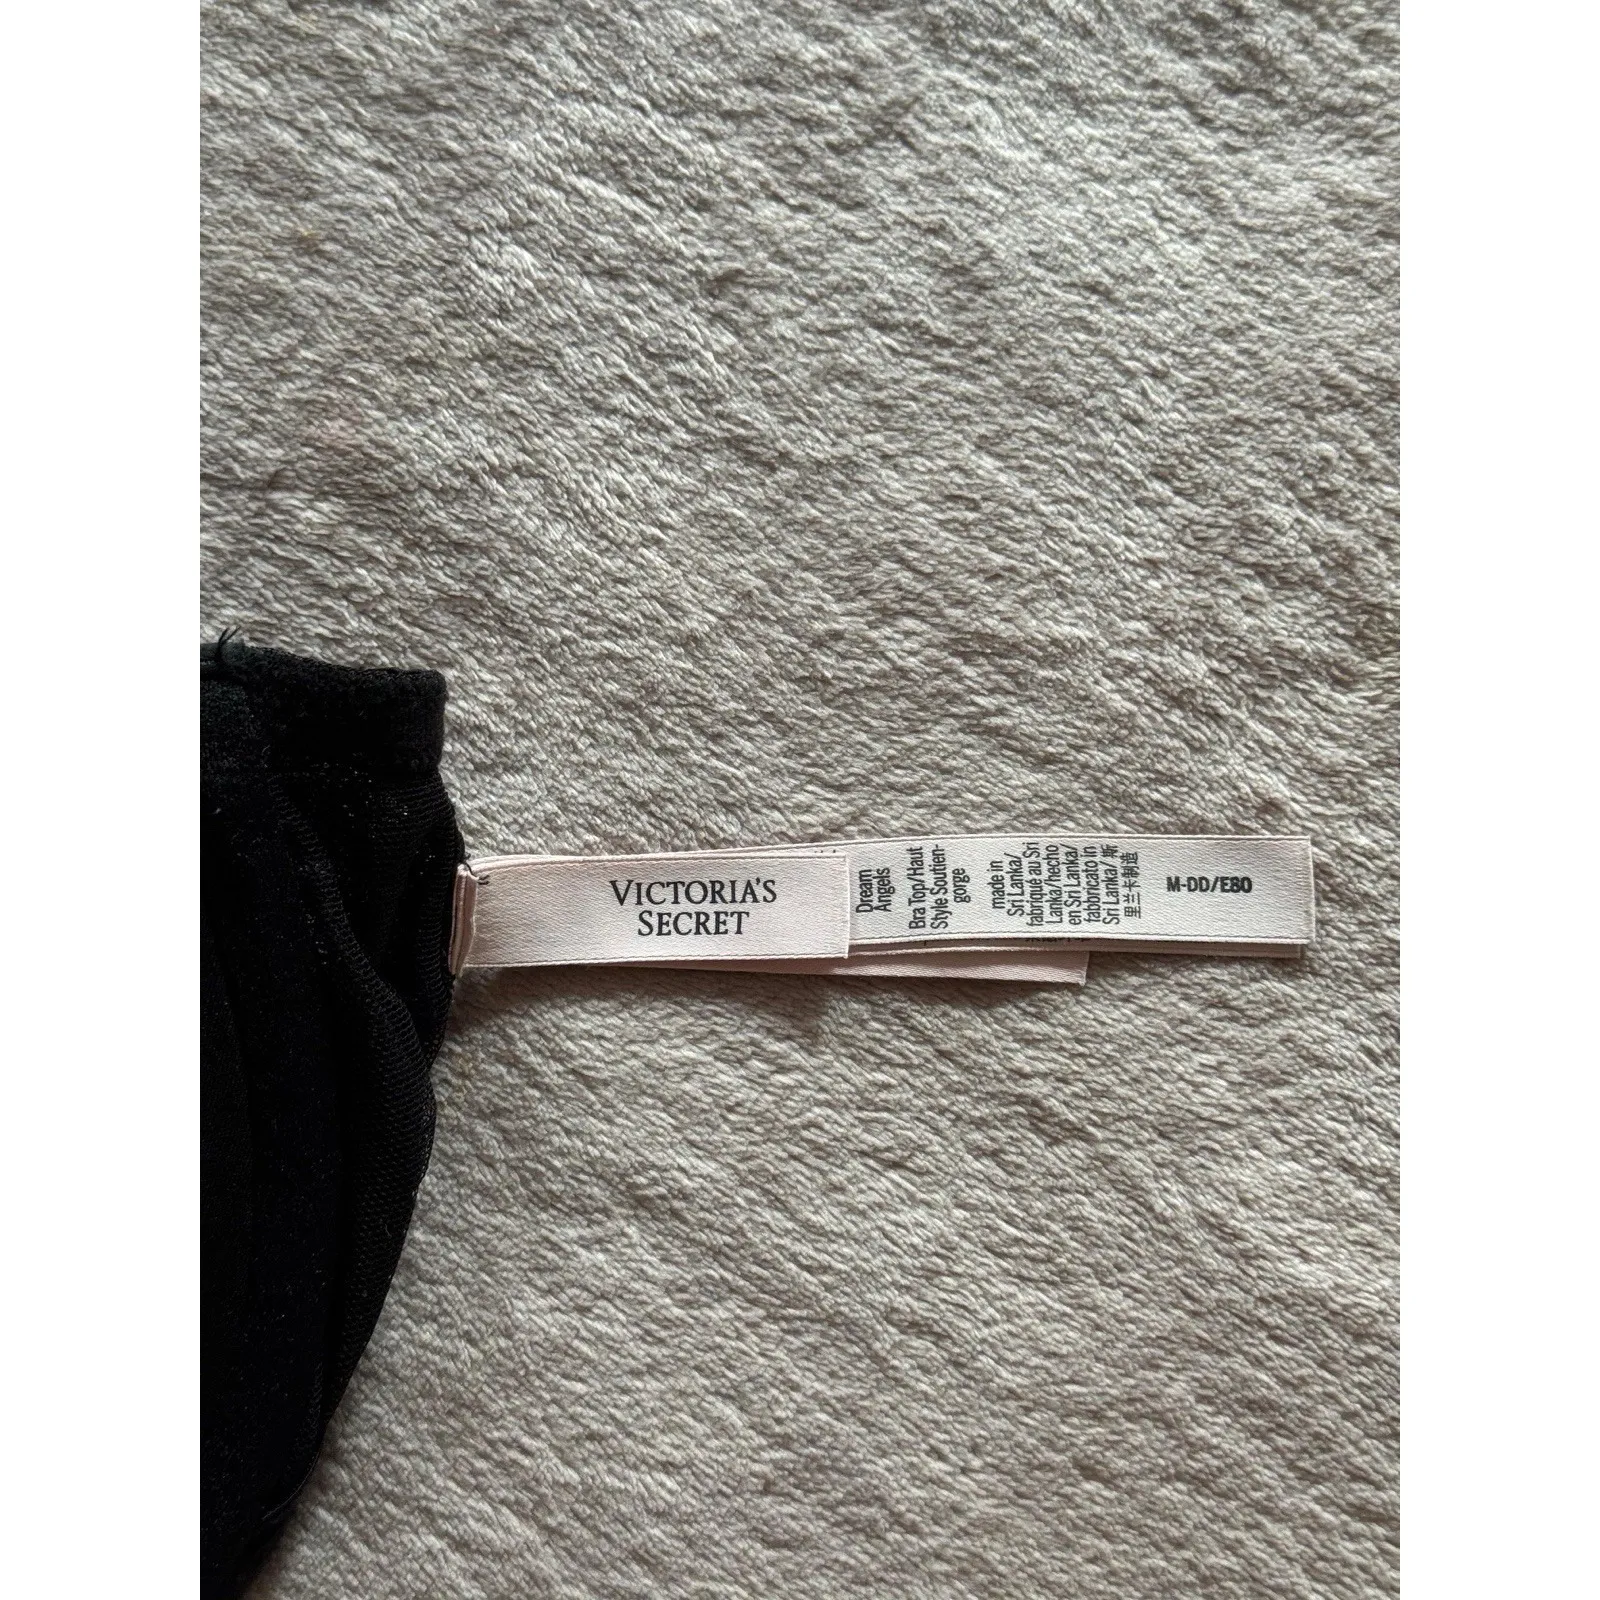 VICTORIA'S
SECRET
Dream
Angels
Bra Top/Haut
Style Soutien-
gorge
made in
Sri Lanka/
fabriqué au Sri
Lanka/hecho
en Sri Lanka/
fabbricato in
Sri Lanka/ 斯
里兰卡制造
M-DD/E80